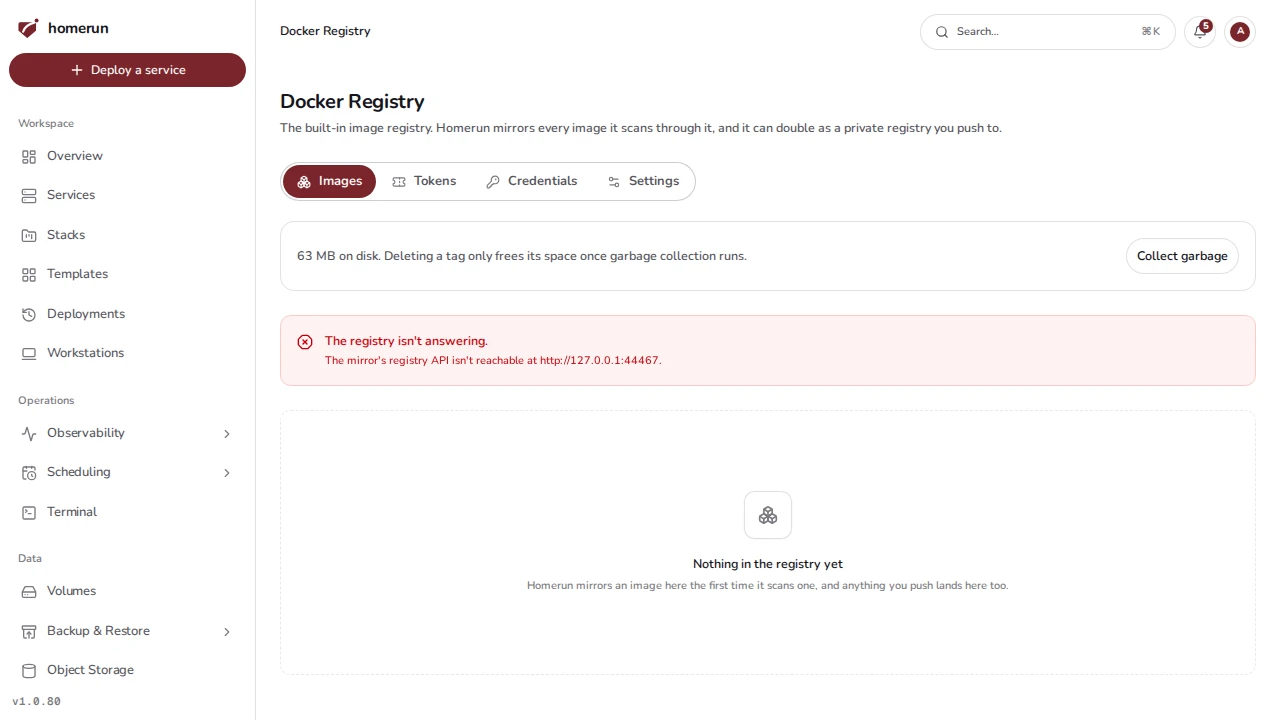 homerun
Deploy a service
Workspace
Overview
Services
Stacks
Templates
Deployments
Workstations
Operations
Observability
Scheduling
Terminal
Data
Volumes
Backup & Restore
Object Storage
v1.0.80
Docker Registry
Search...
⌘K
5
A
Docker Registry
The built-in image registry. Homerun mirrors every image it scans through it, and it can double as a private registry you push to.
Images
Tokens
Credentials
Settings
63 MB on disk. Deleting a tag only frees its space once garbage collection runs.
Collect garbage
The registry isn't answering.
The mirror's registry API isn't reachable at http://127.0.0.1:44467.
Nothing in the registry yet
Homerun mirrors an image here the first time it scans one, and anything you push lands here too.